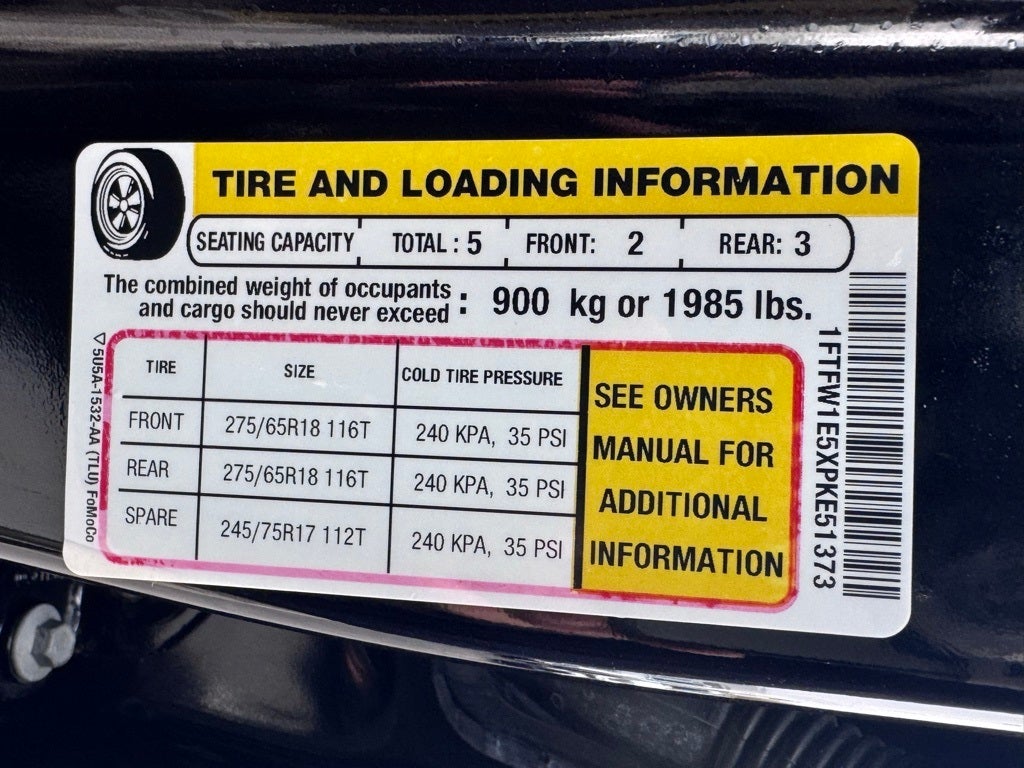 TIRE AND LOADING INFORMATION
SEATING CAPACITY TOTAL : 5 FRONT: 2 REAR: 3
The combined weight of occupants
and cargo should never exceed : 900 kg or 1985 lbs.
TIRE SIZE COLD TIRE PRESSURE
FRONT 275/65R18 116T 240 KPA, 35 PSI
REAR 275/65R18 116T 240 KPA, 35 PSI
SPARE 245/75R17 112T 240 KPA, 35 PSI
SEE OWNERS
MANUAL FOR
ADDITIONAL
INFORMATION
1FTFW1E5XPKE51373
5U5A-1532-AA (TLU) FoMoCo